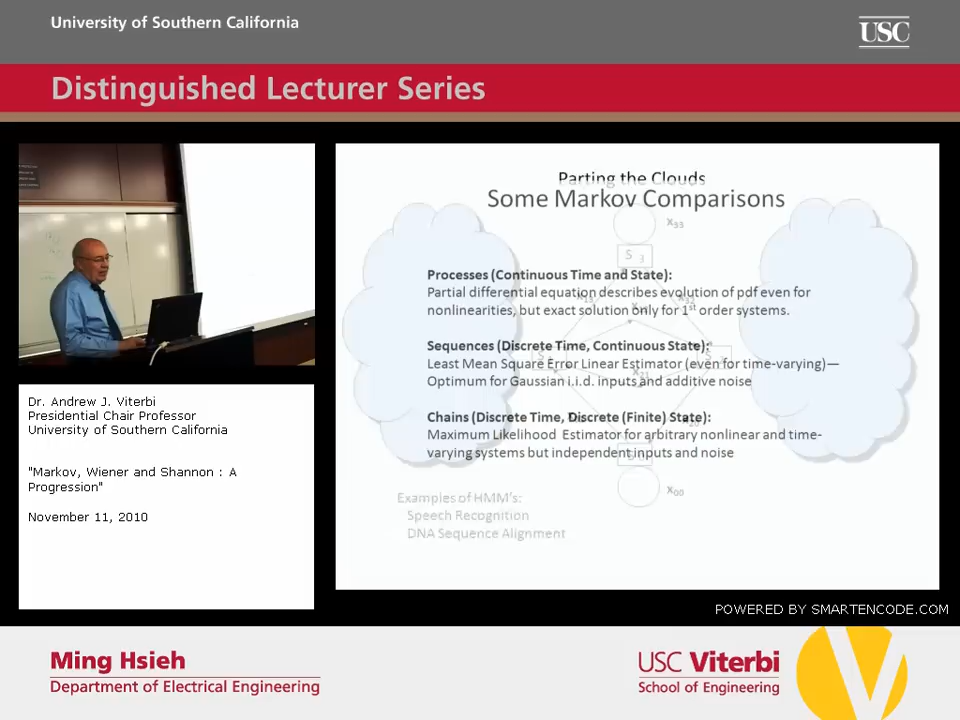 University of Southern California
USC
Distinguished Lecturer Series
Dr. Andrew J. Viterbi
Presidential Chair Professor
University of Southern California
"Markov, Wiener and Shannon : A
Progression"
November 11, 2010
Parting the Clouds
Some Markov Comparisons
x33
S 3
Processes (Continuous Time and State):
Partial differential equation describes evolution of pdf even for
nonlinearities, but exact solution only for 1st order systems.
Sequences (Discrete Time, Continuous State):
Least Mean Square Error Linear Estimator (even for time-varying)—
Optimum for Gaussian i.i.d. inputs and additive noise
Chains (Discrete Time, Discrete (Finite) State):
Maximum Likelihood Estimator for arbitrary nonlinear and time-
varying systems but independent inputs and noise
x00
Examples of HMM's:
Speech Recognition
DNA Sequence Alignment
POWERED BY SMARTENCODE.COM
Ming Hsieh
Department of Electrical Engineering
USC Viterbi
School of Engineering